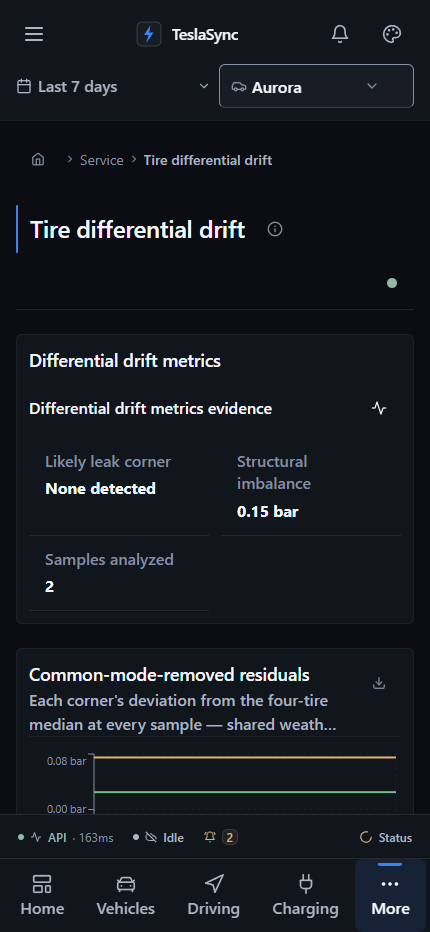 TeslaSync
Last 7 days
Aurora
Service
Tire differential drift
Tire differential drift
Differential drift metrics
Differential drift metrics evidence
Likely leak corner
None detected
Structural
imbalance
0.15 bar
Samples analyzed
2
Common-mode-removed residuals
Each corner's deviation from the four-tire
median at every sample — shared weath...
0.08 bar
0.00 bar
API · 163ms
Idle
2
Status
Home
Vehicles
Driving
Charging
More